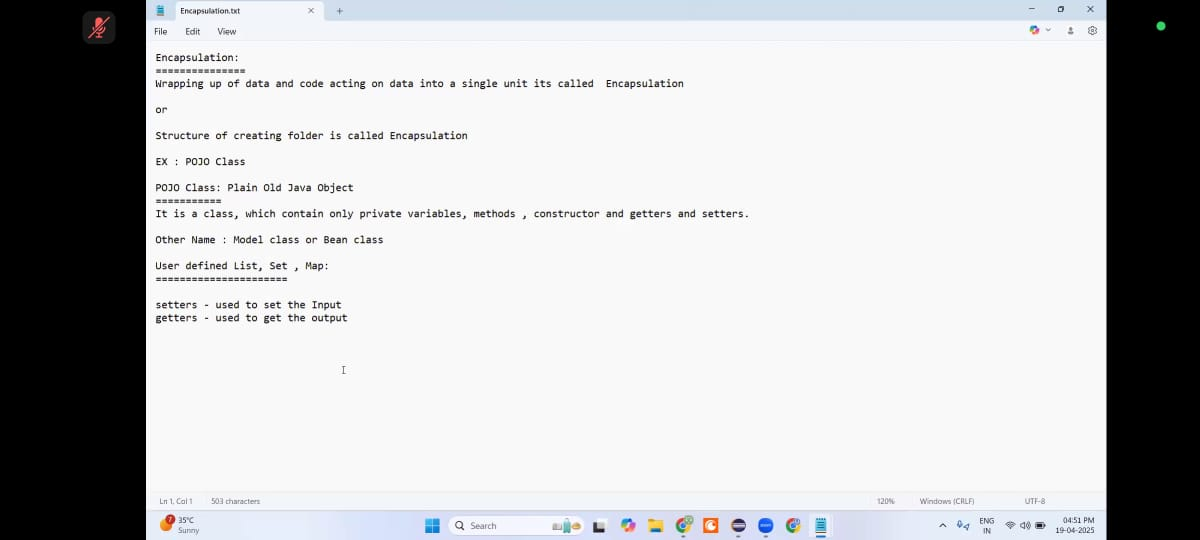 Encapsulation.txt
File Edit View
Encapsulation:
===============
Wrapping up of data and code acting on data into a single unit its called  Encapsulation
or
Structure of creating folder is called Encapsulation
EX : POJO Class
POJO Class: Plain Old Java Object
===========
It is a class, which contain only private variables, methods , constructor and getters and setters.
Other Name : Model class or Bean class
User defined List, Set , Map:
======================
setters - used to set the Input
getters - used to get the output
Ln 1, Col 1 503 characters 120% Windows (CRLF) UTF-8
7 35°C
Sunny
Search
ENG
IN
04:51 PM
19-04-2025